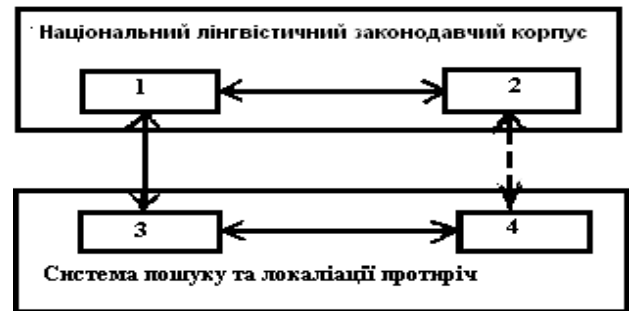 Національний лінгвістичний законодавчий корпус
1 2
3 4
Система пошуку та локаліації протиріч